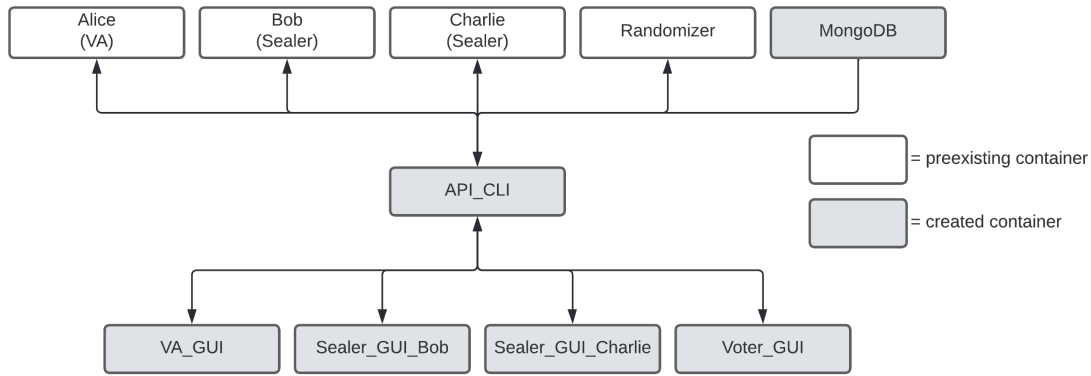 Alice
(VA)
Bob
(Sealer)
Charlie
(Sealer)
Randomizer
MongoDB
= preexisting container
API_CLI
= created container
VA_GUI
Sealer_GUI_Bob
Sealer_GUI_Charlie
Voter_GUI